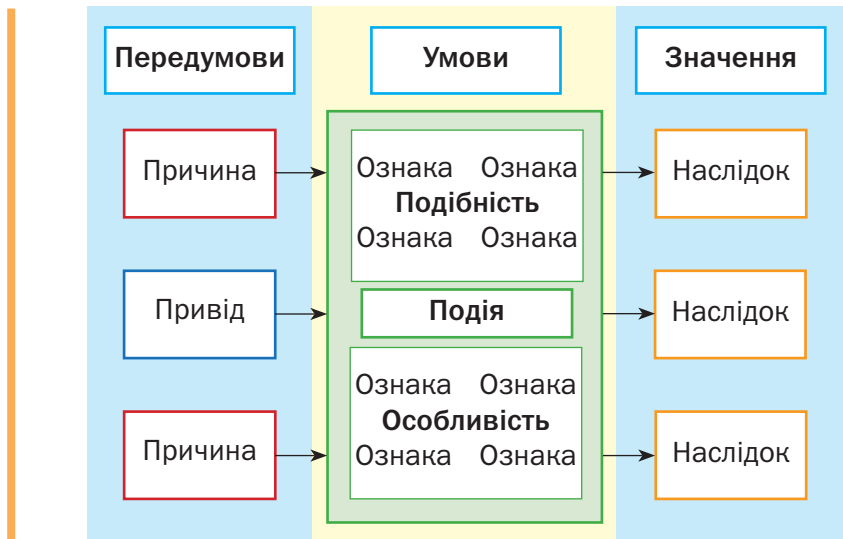 Передумови
Умови
Значення
Причина
Ознака Ознака
Подібність
Ознака Ознака
Наслідок
Привід
Подія
Наслідок
Причина
Ознака Ознака
Особливість
Ознака Ознака
Наслідок